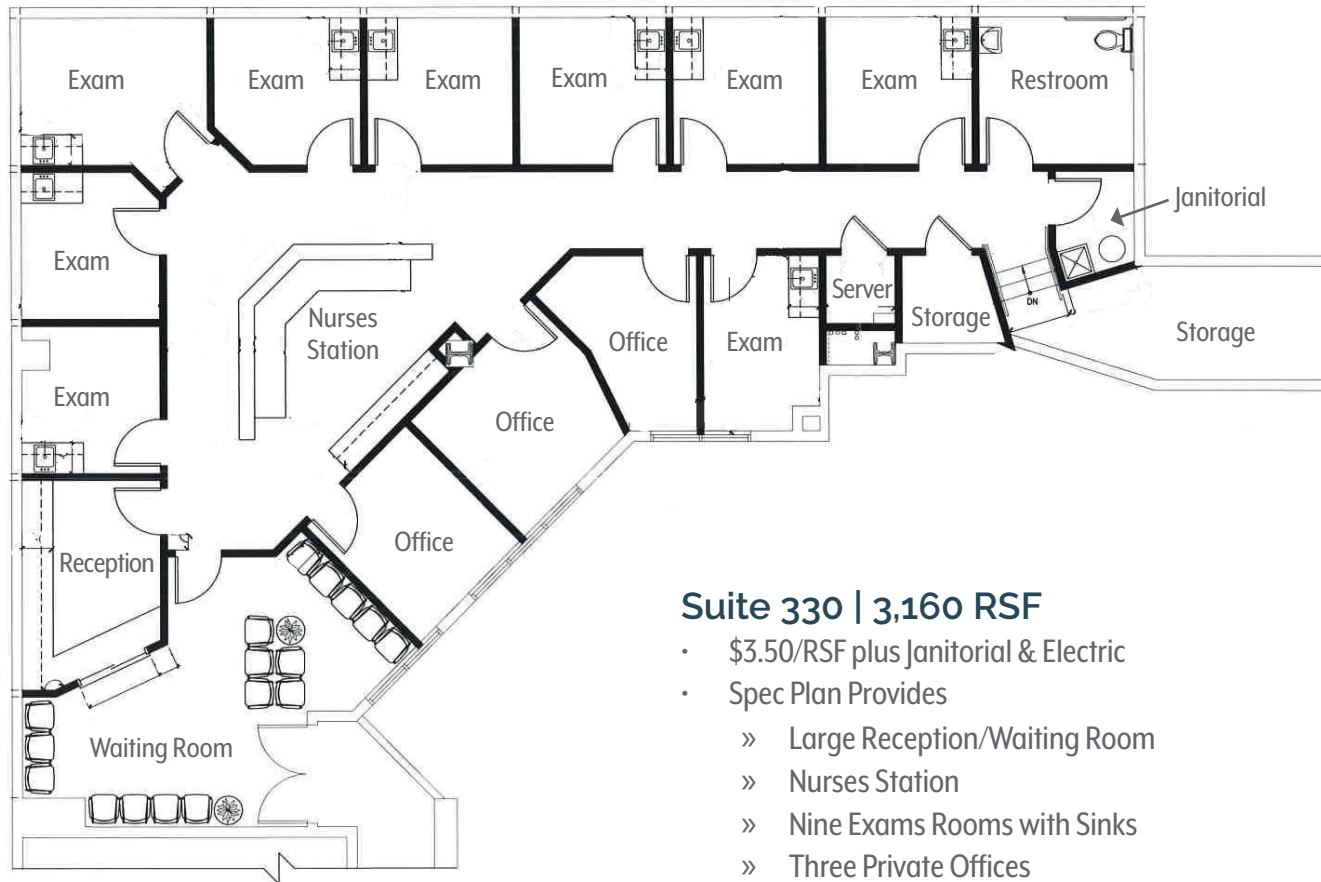 Exam
Exam
Exam
Exam
Exam
Exam
Restroom
Janitorial
Exam
Nurses
Station
Office
Exam
Server
Storage
DN
Storage
Exam
Office
Office
Reception
Waiting Room
Suite 330 | 3,160 RSF
· $3.50/RSF plus Janitorial & Electric
· Spec Plan Provides
» Large Reception/Waiting Room
» Nurses Station
» Nine Exams Rooms with Sinks
» Three Private Offices